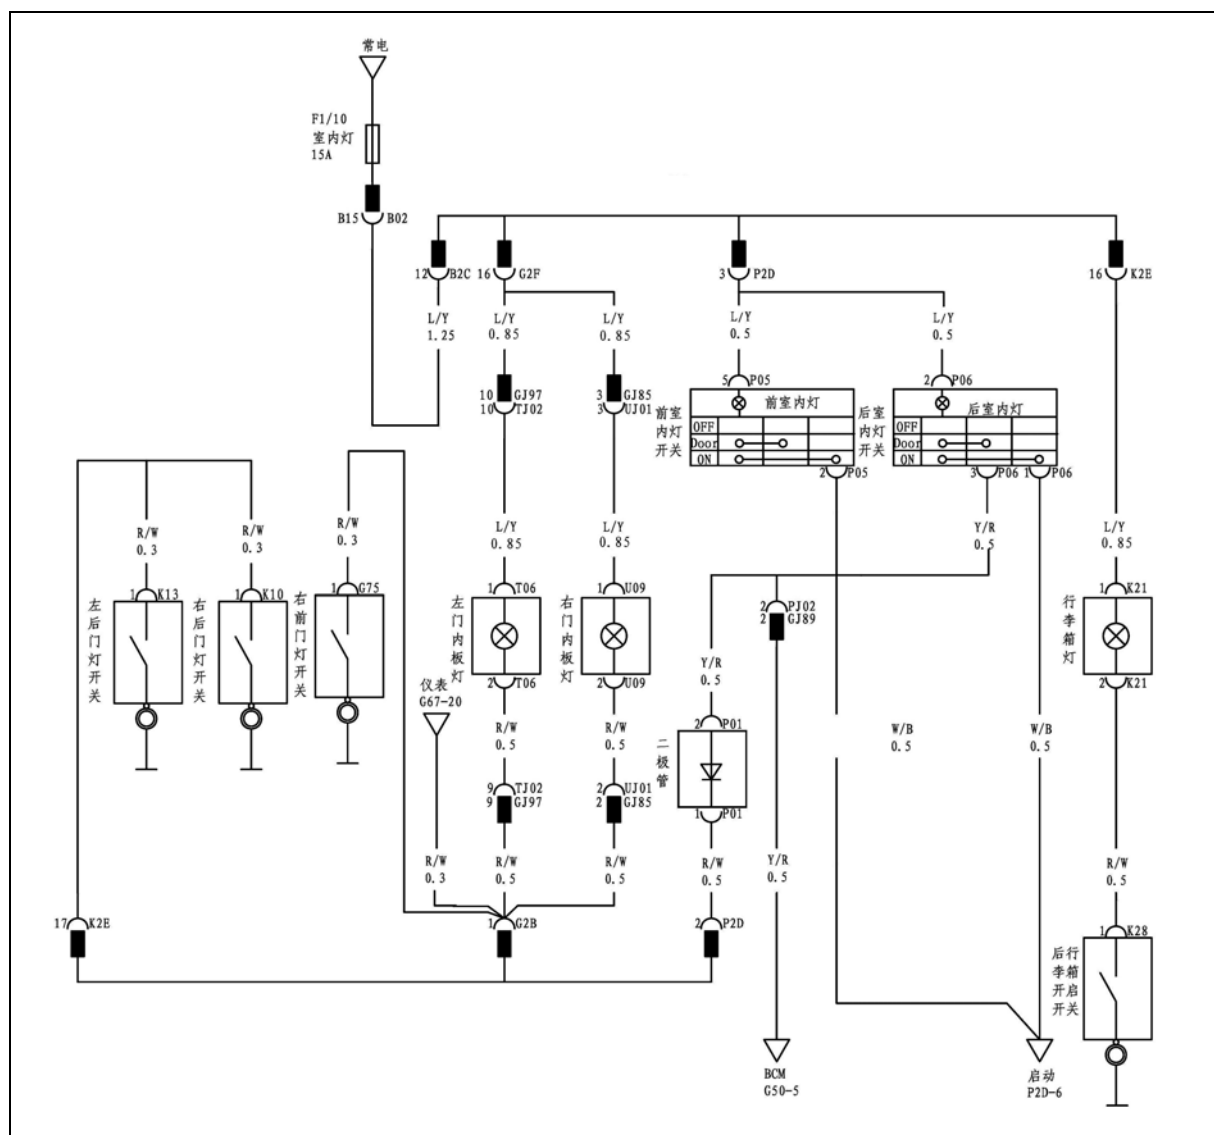 常电
F1/10
室内灯
15A
B15 B02
12 B2C
16 G2F
3 P2D
16 K2E
L/Y
1.25
L/Y
0.85
L/Y
0.85
L/Y
0.5
L/Y
0.5
10 GJ97
10 TJ02
3 GJ85
3 UJ01
5 P05
2 P06
前室内灯开关
前室内灯
OFF
Door
ON
2 P05
后室内灯开关
后室内灯
OFF
Door
ON
3 P06
1 P06
R/W
0.3
R/W
0.3
R/W
0.3
L/Y
0.85
L/Y
0.85
Y/R
0.5
L/Y
0.85
左后门灯开关
1 K13
右后门灯开关
1 K10
右前门灯开关
1 G75
左门内板灯
1 T06
2 T06
右门内板灯
1 U09
2 U09
2 PJ02
2 GJ89
行李箱灯
1 K21
2 K21
仪表
G67-20
Y/R
0.5
R/W
0.5
R/W
0.5
W/B
0.5
W/B
0.5
二极管
2 P01
1 P01
9 TJ02
9 GJ97
2 UJ01
2 GJ85
R/W
0.3
R/W
0.5
R/W
0.5
R/W
0.5
Y/R
0.5
R/W
0.5
17 K2E
1 G2B
2 P2D
后行李箱开启开关
1 K28
BCM
G50-5
启动
P2D-6